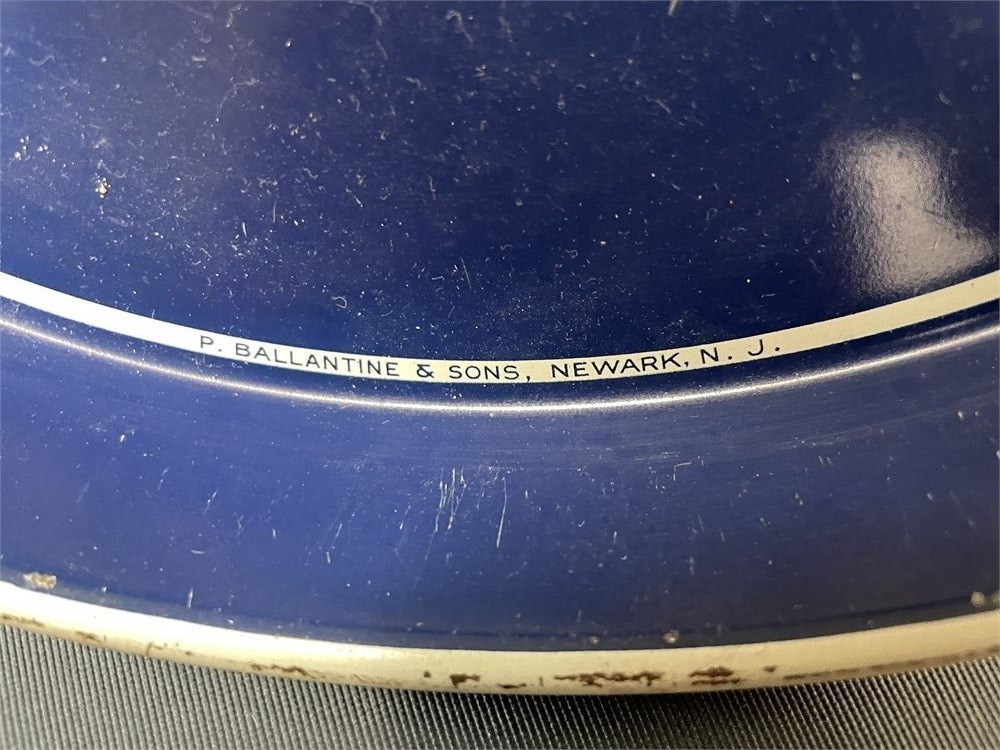 P. BALLANTINE & SONS, NEWARK, N. J.